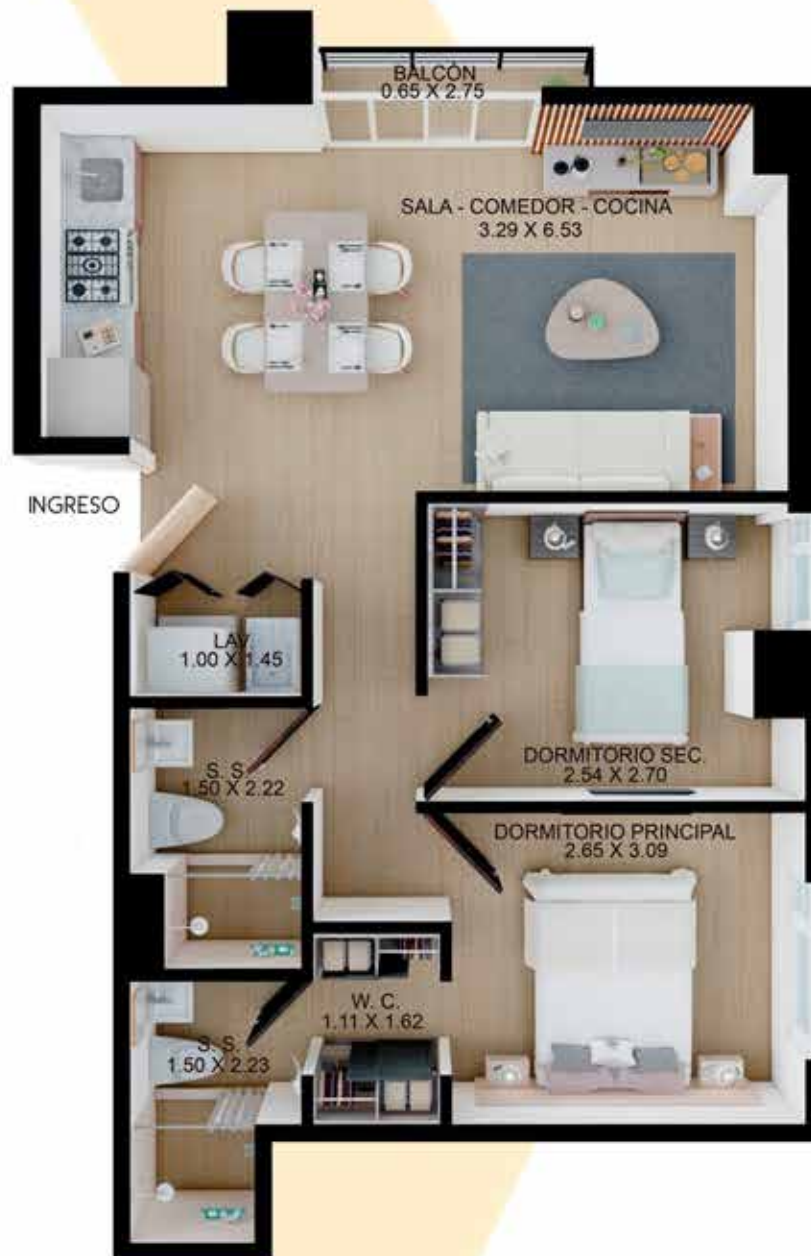 BALCÓN
0.65 X 2.75
SALA - COMEDOR - COCINA
3.29 X 6.53
INGRESO
LAV.
1.00 X 1.45
DORMITORIO SEC.
2.54 X 2.70
S. S.
1.50 X 2.22
DORMITORIO PRINCIPAL
2.65 X 3.09
W. C.
1.11 X 1.62
S. S.
1.50 X 2.23